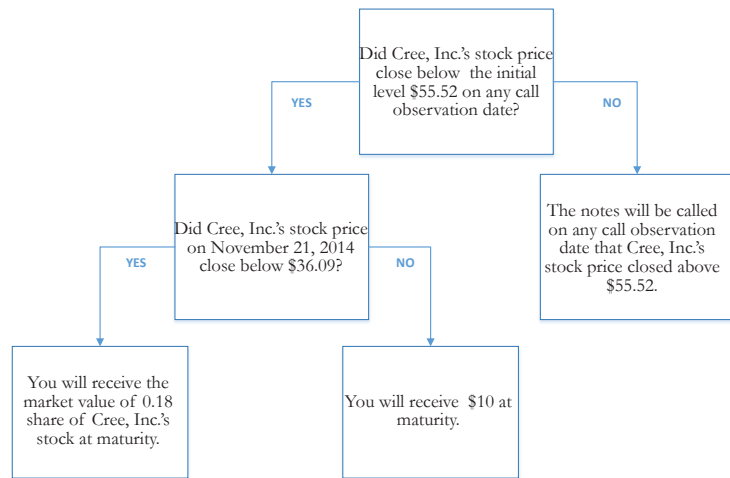 Did Cree, Inc.'s stock price
close below the initial
level $55.52 on any call
observation date?
YES
NO
Did Cree, Inc.'s stock price
on November 21, 2014
close below $36.09?
The notes will be called
on any call observation
date that Cree, Inc.'s
stock price closed above
$55.52.
YES
NO
You will receive the
market value of 0.18
share of Cree, Inc.'s
stock at maturity.
You will receive $10 at
maturity.